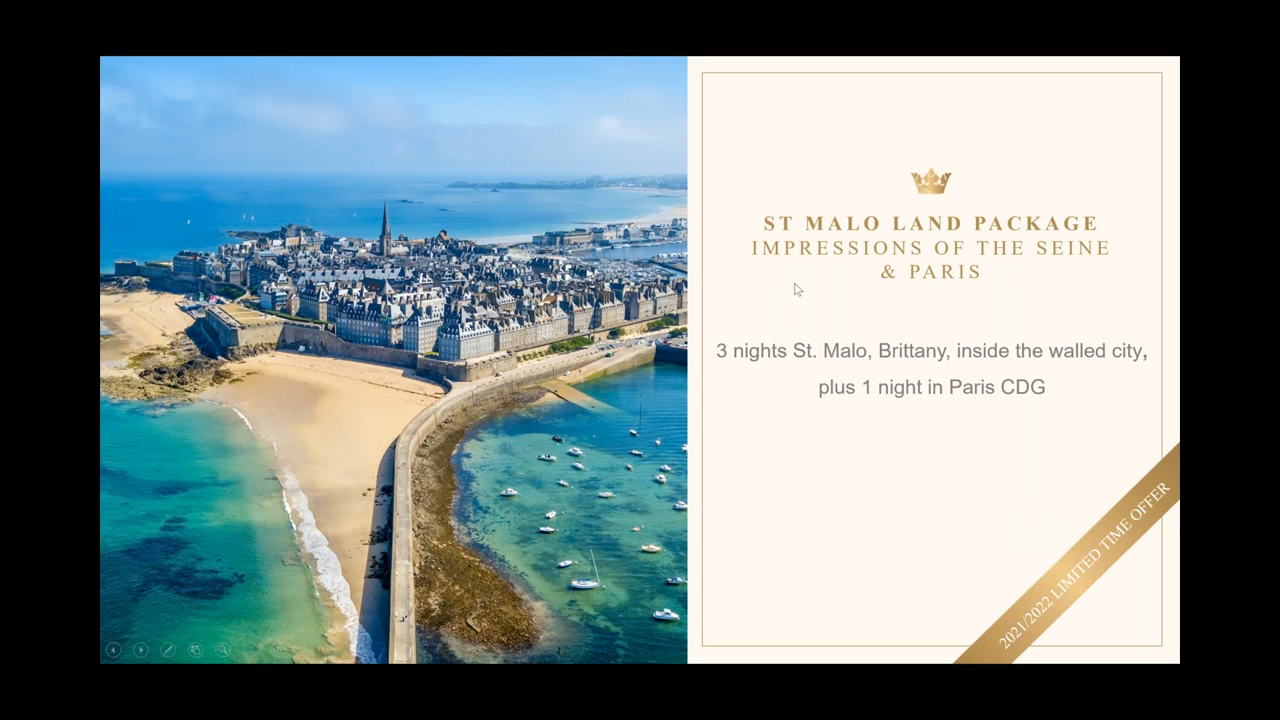 ST MALO LAND PACKAGE
IMPRESSIONS OF THE SEINE
& PARIS
3 nights St. Malo, Brittany, inside the walled city,
plus 1 night in Paris CDG
2021/2022 LIMITED TIME OFFER